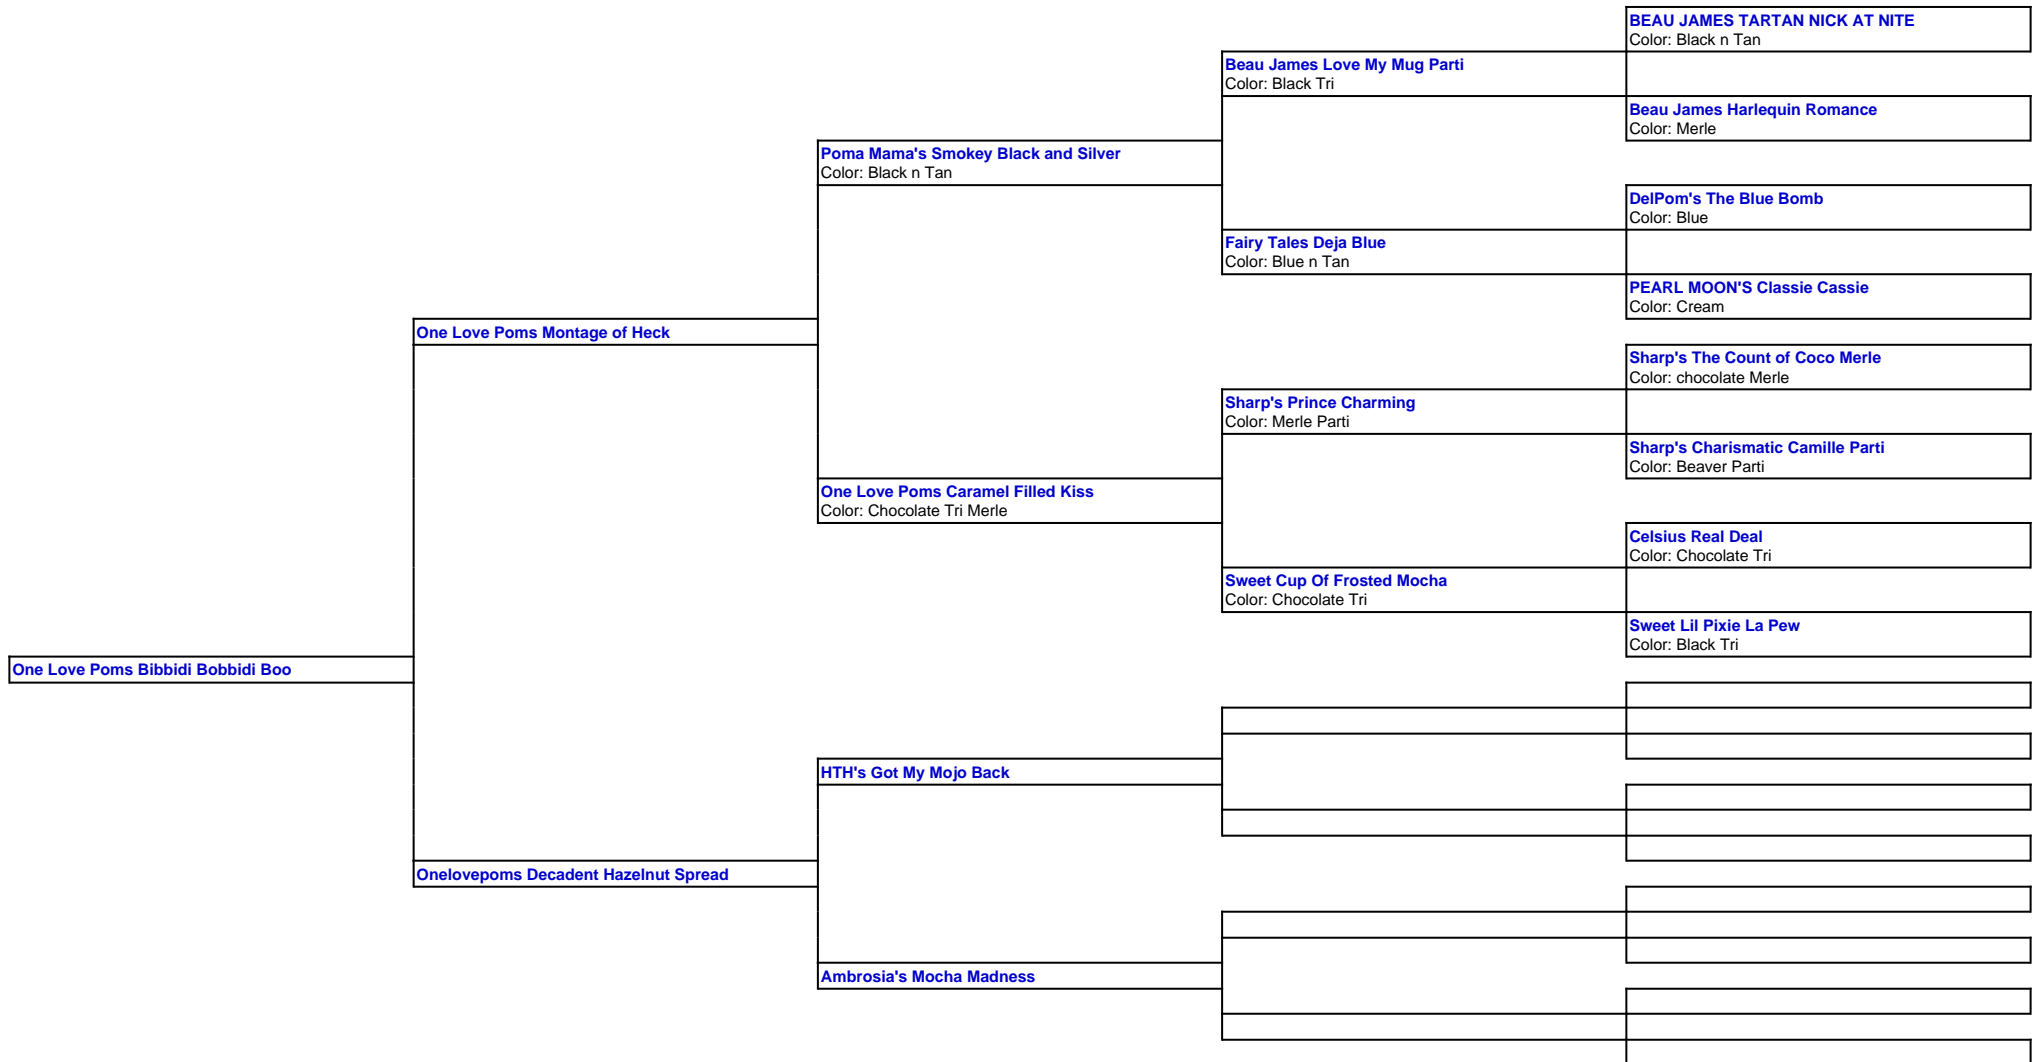 BEAU JAMES TARTAN NICK AT NITE
Color: Black n Tan
Beau James Love My Mug Parti
Color: Black Tri
Beau James Harlequin Romance
Color: Merle
Poma Mama's Smokey Black and Silver
Color: Black n Tan
DelPom's The Blue Bomb
Color: Blue
Fairy Tales Deja Blue
Color: Blue n Tan
PEARL MOON'S Classie Cassie
Color: Cream
One Love Poms Montage of Heck
Sharp's The Count of Coco Merle
Color: chocolate Merle
Sharp's Prince Charming
Color: Merle Parti
Sharp's Charismatic Camille Parti
Color: Beaver Parti
One Love Poms Caramel Filled Kiss
Color: Chocolate Tri Merle
Celsius Real Deal
Color: Chocolate Tri
Sweet Cup Of Frosted Mocha
Color: Chocolate Tri
Sweet Lil Pixie La Pew
Color: Black Tri
One Love Poms Bibbidi Bobbidi Boo
HTH's Got My Mojo Back
Onelovepoms Decadent Hazelnut Spread
Ambrosia's Mocha Madness